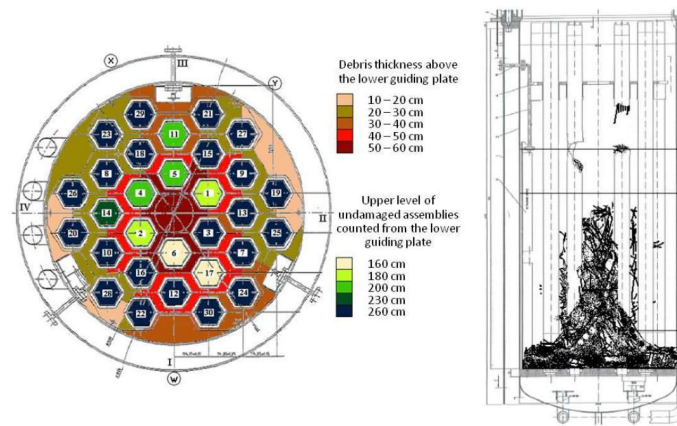 X
III
Y
29
21
23
11
27
18
15
8
5
9
26
4
1
19
IV
14
13
II
20
2
3
25
10
6
7
16
17
28
12
24
22
30
I
W
Debris thickness above
the lower guiding plate
10 – 20 cm
20 – 30 cm
30 – 40 cm
40 – 50 cm
50 – 60 cm
Upper level of
undamaged assemblies
counted from the lower
guiding plate
160 cm
180 cm
200 cm
230 cm
260 cm